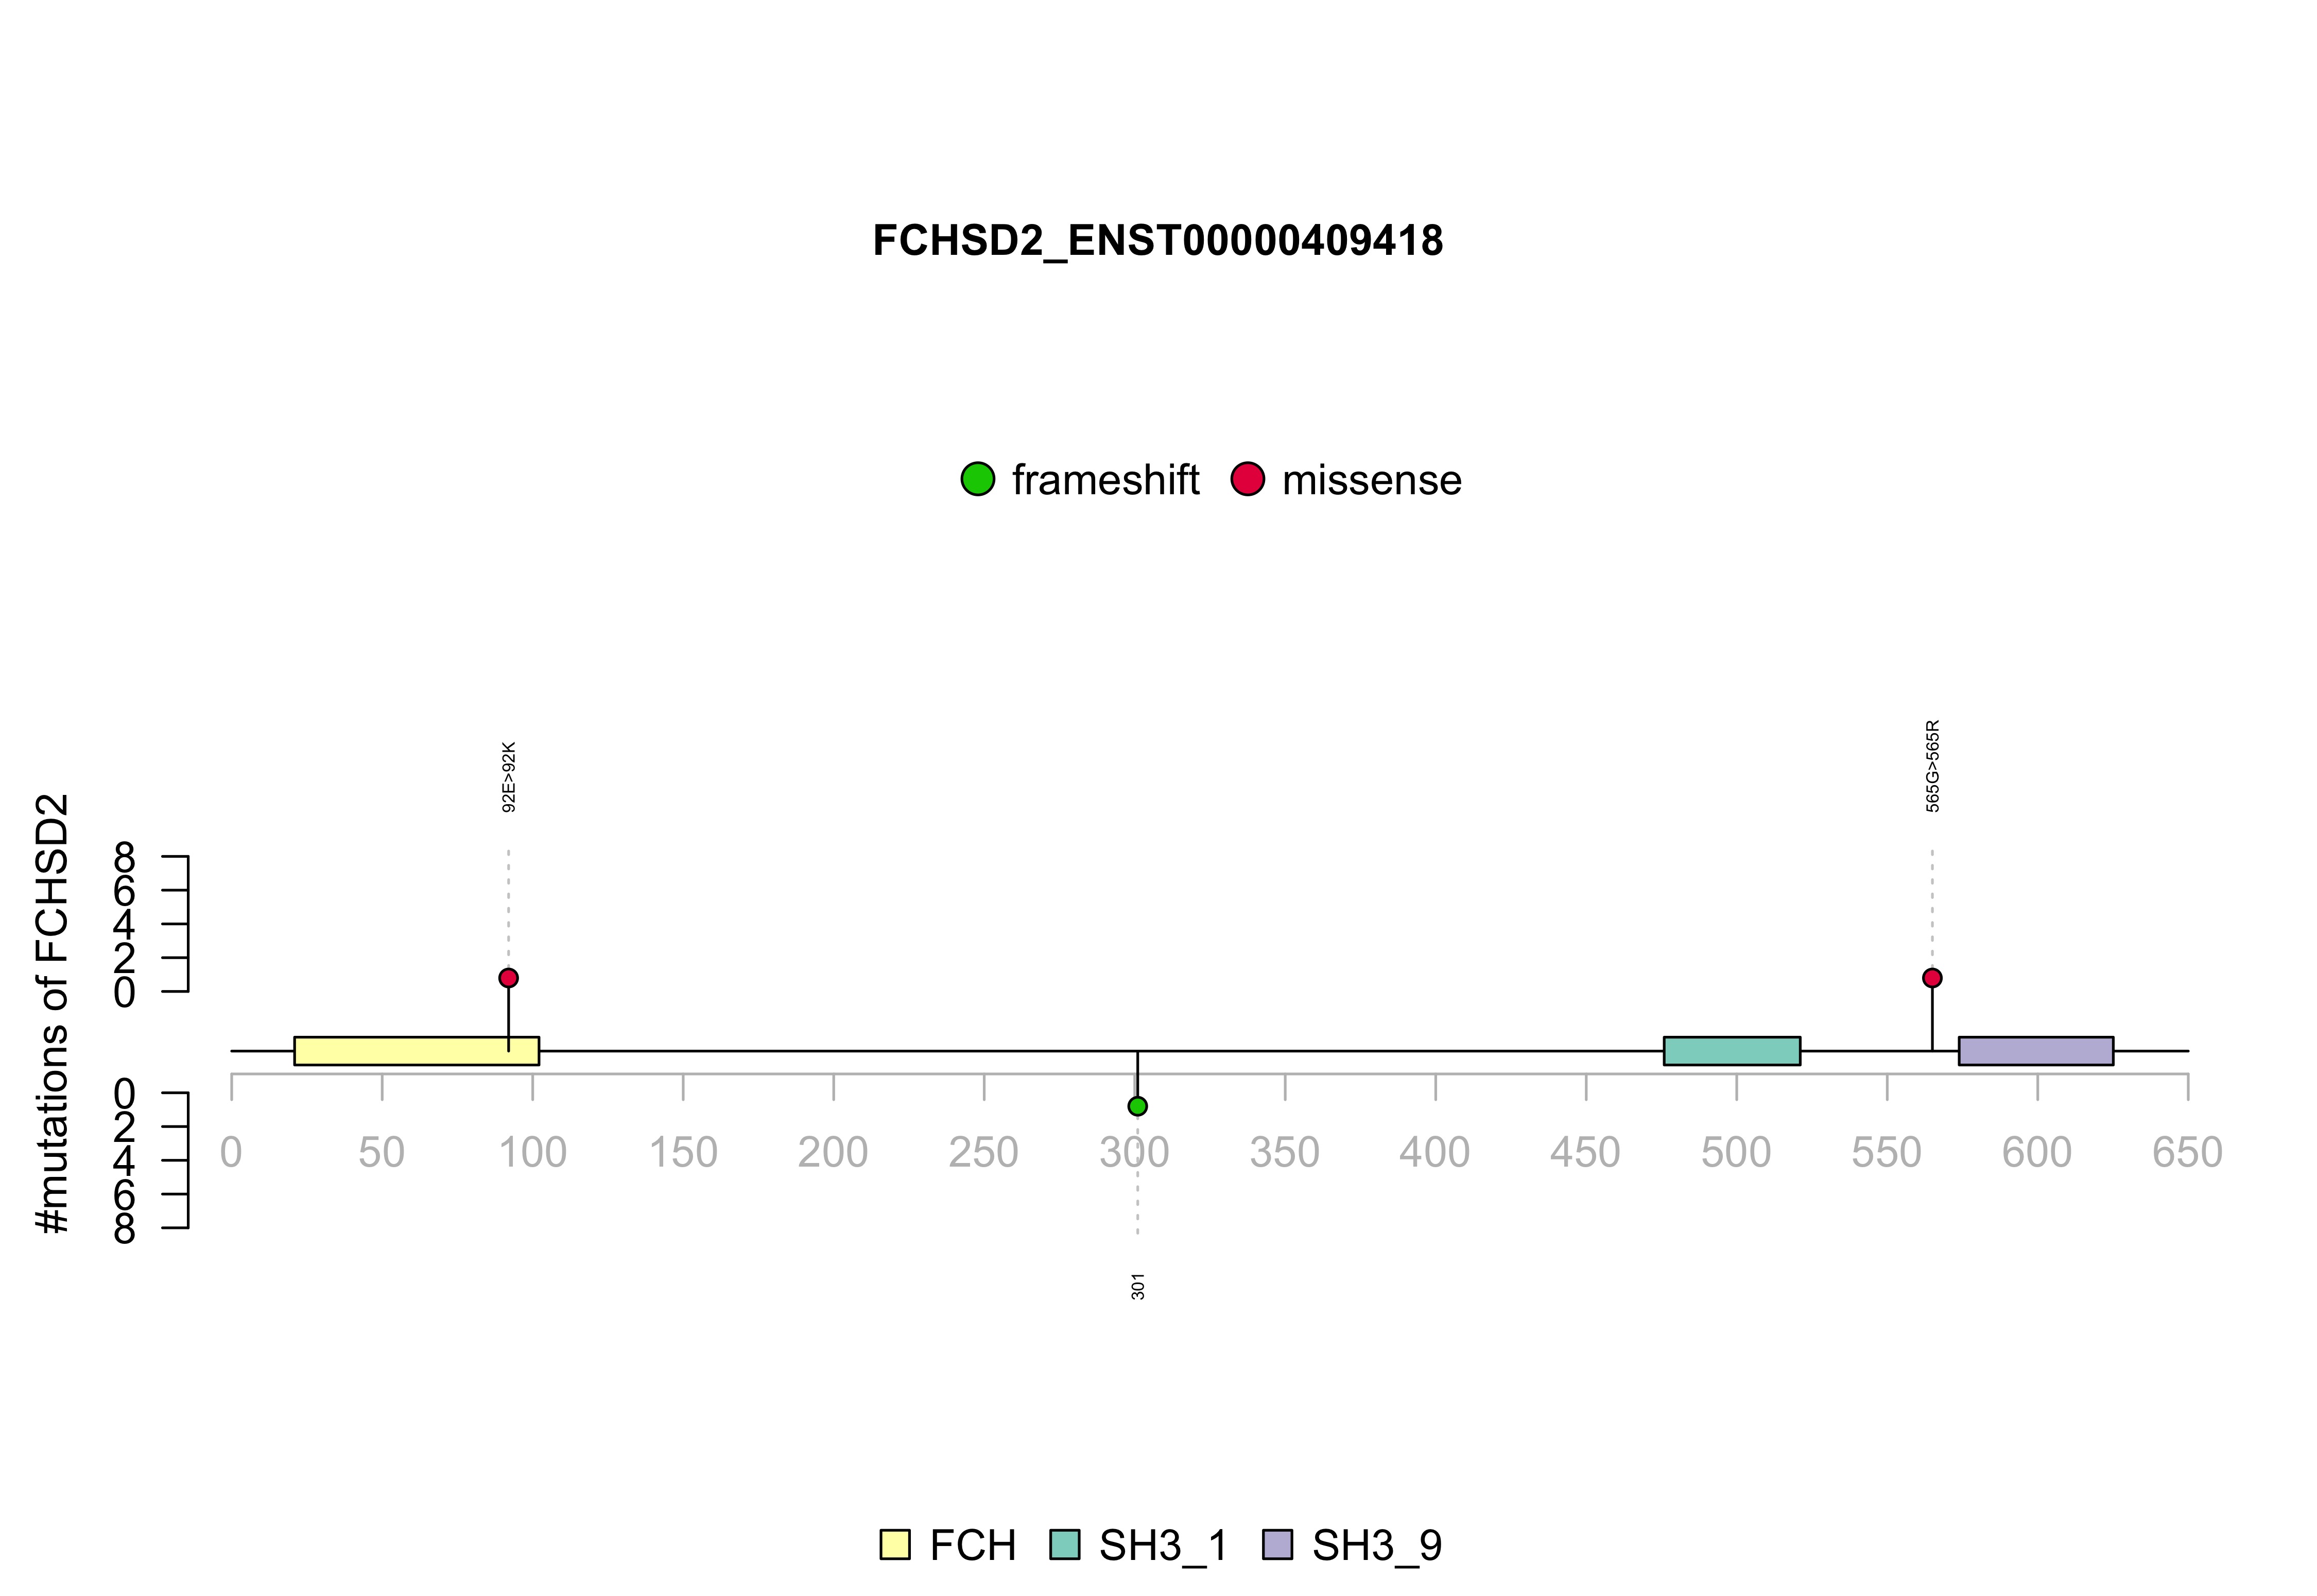 FCHSD2_ENST00000409418
frameshift missense
92E>92K
565G>565R
#mutations of FCHSD2
8
6
4
2
0
0
2
4
6
8
0 50 100 150 200 250 300 350 400 450 500 550 600 650
301
FCH SH3_1 SH3_9